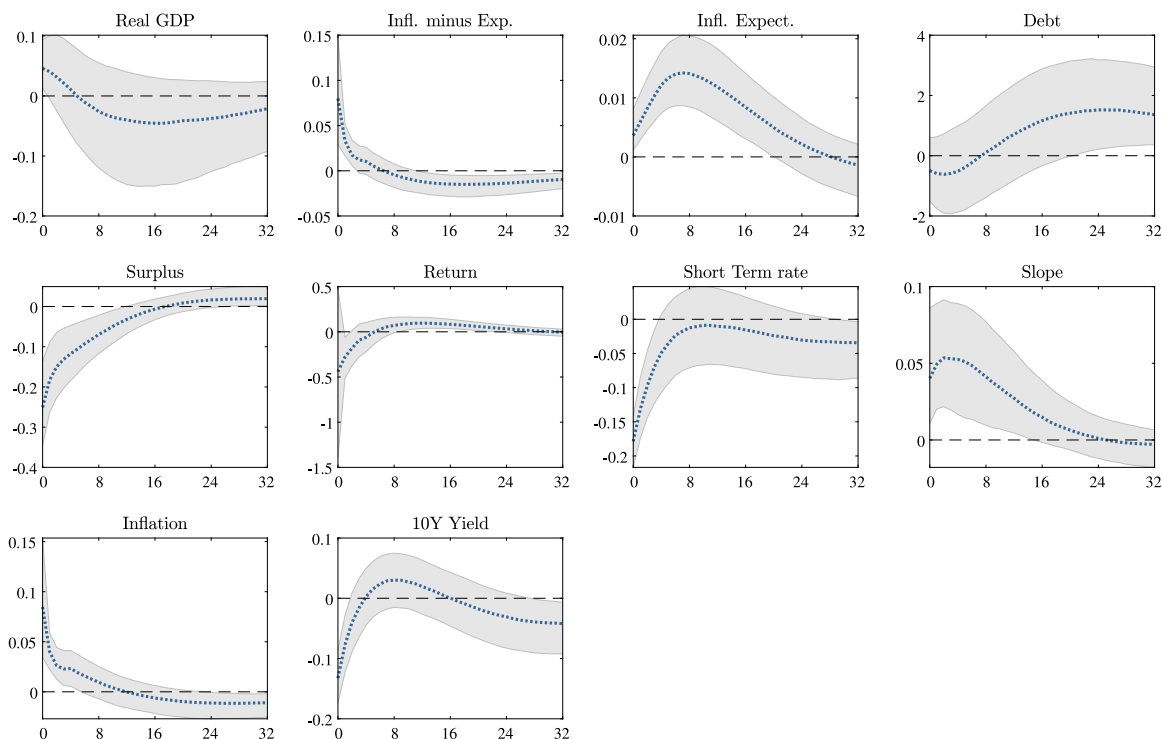 Real GDP
0.1
0
-0.1
-0.2
0 8 16 24 32
Infl. minus Exp.
0.15
0.1
0.05
0
-0.05
0 8 16 24 32
Infl. Expect.
0.02
0.01
0
-0.01
0 8 16 24 32
Debt
4
2
0
-2
0 8 16 24 32
Surplus
0
-0.1
-0.2
-0.3
-0.4
0 8 16 24 32
Return
0.5
0
-0.5
-1
-1.5
0 8 16 24 32
Short Term rate
0
-0.05
-0.1
-0.15
-0.2
0 8 16 24 32
Slope
0.1
0.05
0
0 8 16 24 32
Inflation
0.15
0.1
0.05
0
0 8 16 24 32
10Y Yield
0.1
0
-0.1
-0.2
0 8 16 24 32